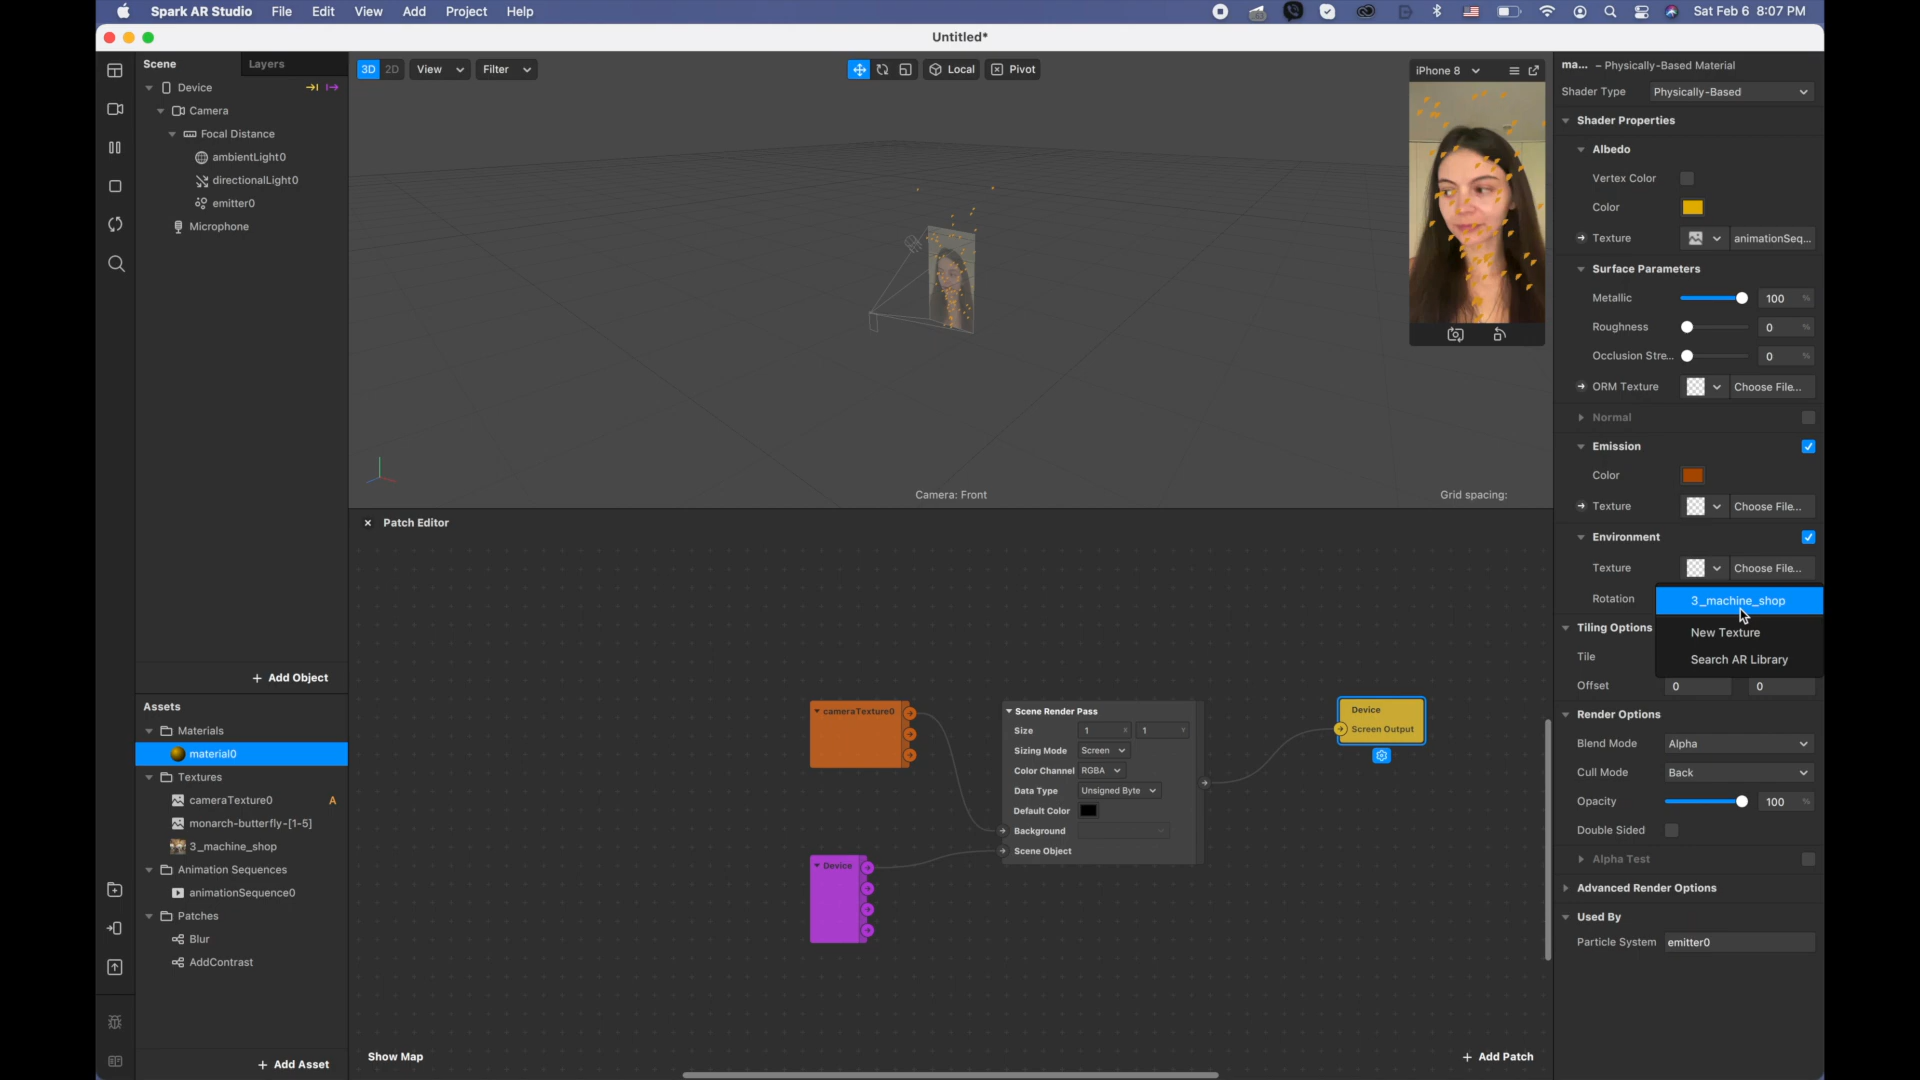 Spark AR Studio File Edit View Add Project Help
Sat Feb 6 8:07 PM
Untitled*
Scene Layers
Device
Camera
Focal Distance
ambientLight0
directionalLight0
emitter0
Microphone
+ Add Object
Assets
Materials
material0
Textures
cameraTexture0 A
monarch-butterfly-[1-5]
3_machine_shop
Animation Sequences
animationSequence0
Patches
Blur
AddContrast
+ Add Asset
3D 2D View Filter
Local Pivot
iPhone 8
Camera: Front
Grid spacing:
Patch Editor
cameraTexture0
Device
Scene Render Pass
Size 1 X 1 Y
Sizing Mode Screen
Color Channel RGBA
Data Type Unsigned Byte
Default Color
Background
Scene Object
Device
Screen Output
Show Map
+ Add Patch
ma... – Physically-Based Material
Shader Type Physically-Based
Shader Properties
Albedo
Vertex Color
Color
Texture animationSeq...
Surface Parameters
Metallic 100 %
Roughness 0 %
Occlusion Stre... 0 %
ORM Texture Choose File...
Normal
Emission
Color
Texture Choose File...
Environment
Texture Choose File...
Rotation
3_machine_shop
New Texture
Search AR Library
Tiling Options
Tile
Offset 0 0
Render Options
Blend Mode Alpha
Cull Mode Back
Opacity 100 %
Double Sided
Alpha Test
Advanced Render Options
Used By
Particle System emitter0